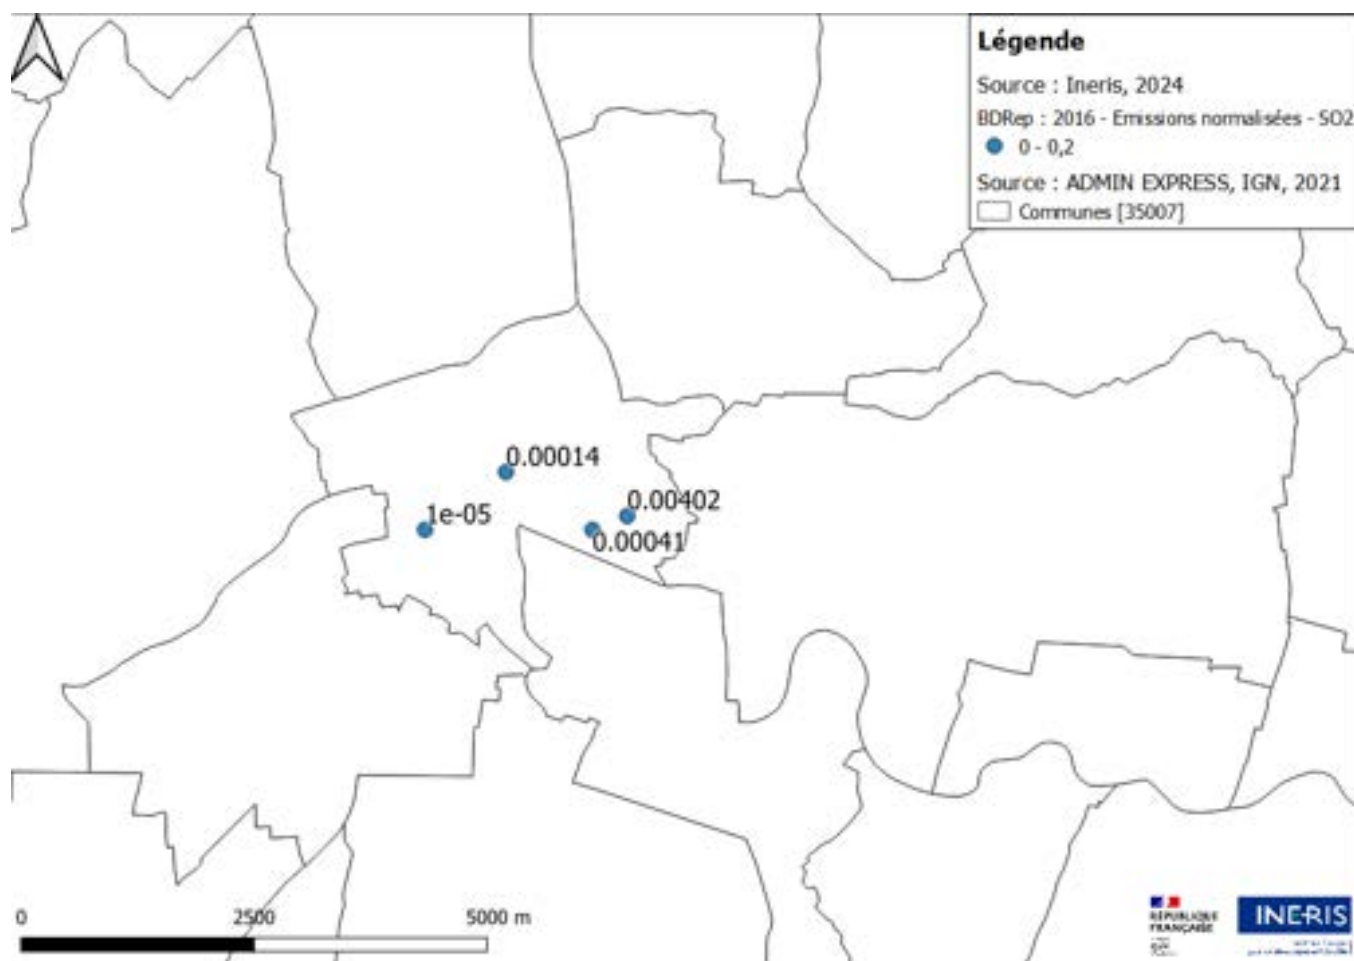 Légende
Source : Ineris, 2024
BDRep : 2016 - Emissions normalisées - SO2
0 - 0,2
Source : ADMIN EXPRESS, IGN, 2021
Communes [35007]
0.00014
0.00402
1e-05
0.00041
0 2500 5000 m
RÉPUBLIQUE
FRANÇAISE
INERIS